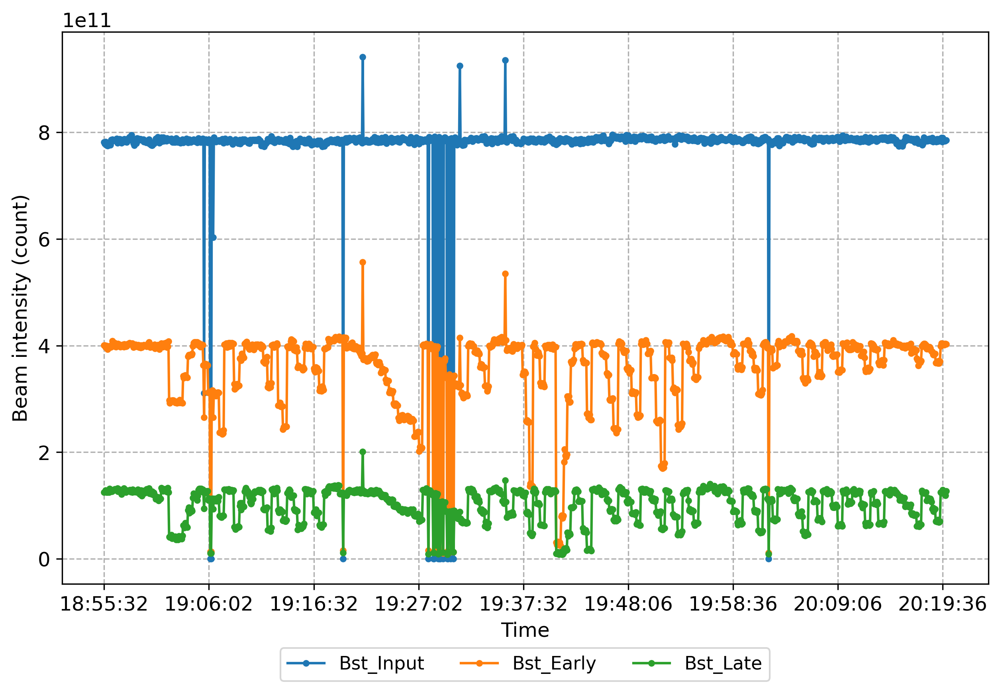 1e11
8
6
4
2
0
Beam intensity (count)
18:55:32 19:06:02 19:16:32 19:27:02 19:37:32 19:48:06 19:58:36 20:09:06 20:19:36
Time
Bst_Input Bst_Early Bst_Late